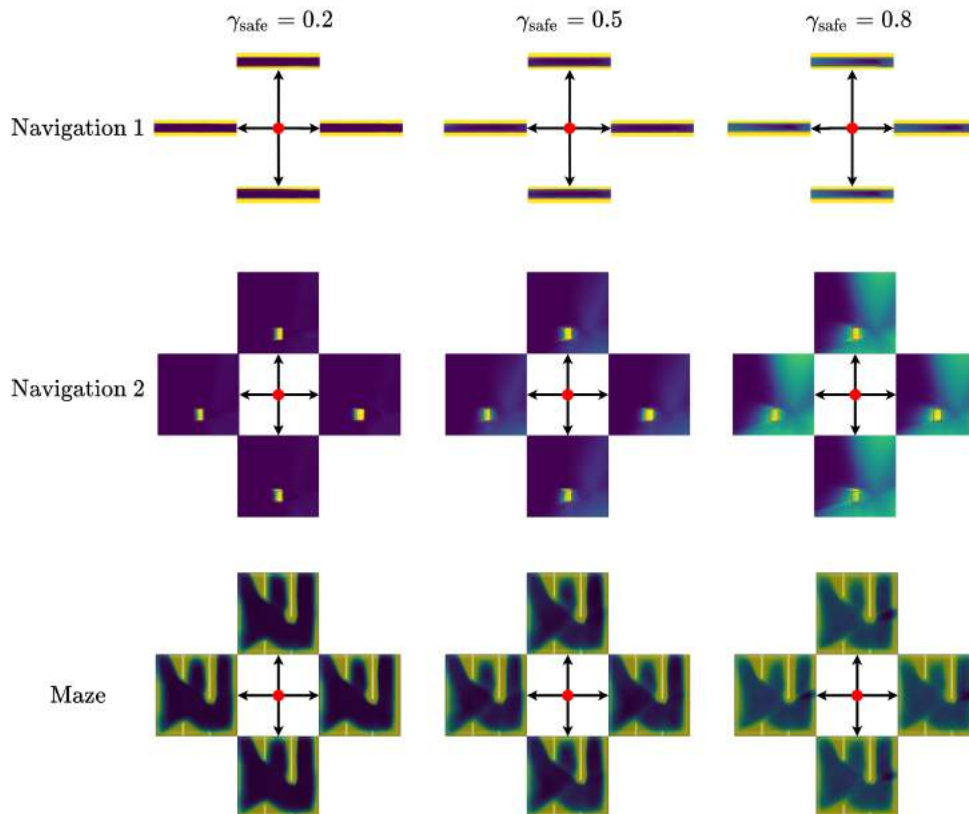 γ_safe = 0.2 γ_safe = 0.5 γ_safe = 0.8
Navigation 1
Navigation 2
Maze